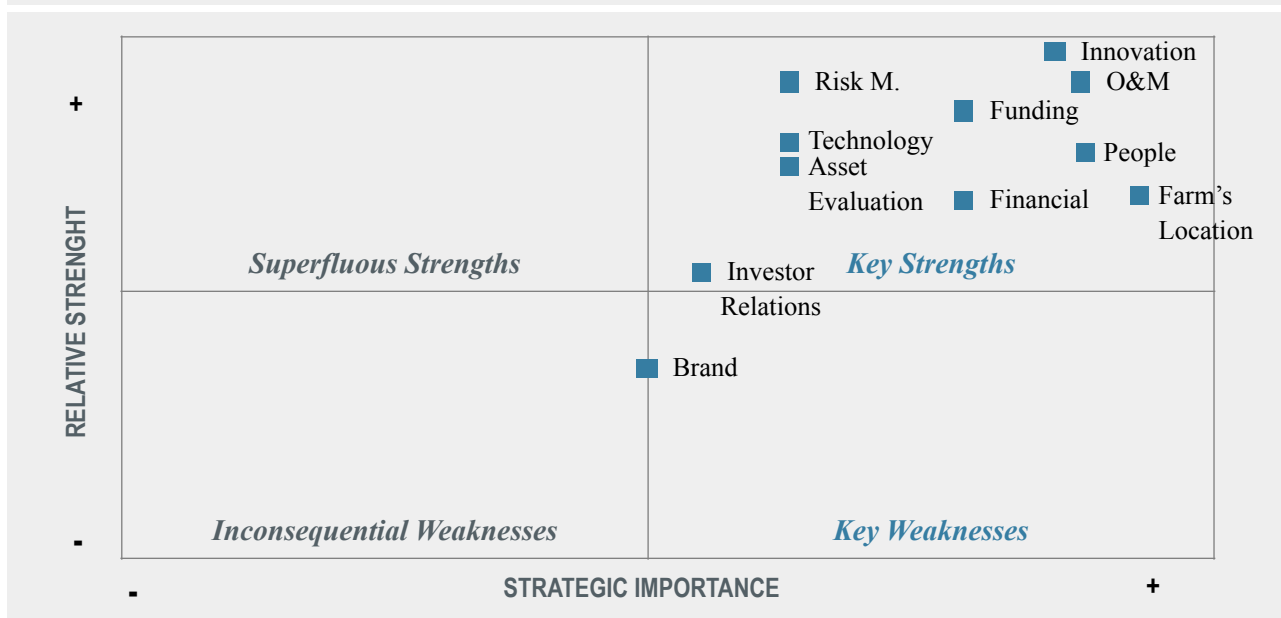 Innovation
+
Risk M.
O&M
Funding
Technology
People
Asset
Evaluation
Financial
Farm's
Location
RELATIVE STRENGHT
Superfluous Strengths
Key Strengths
Investor
Relations
Brand
Inconsequential Weaknesses
Key Weaknesses
-
-
STRATEGIC IMPORTANCE
+